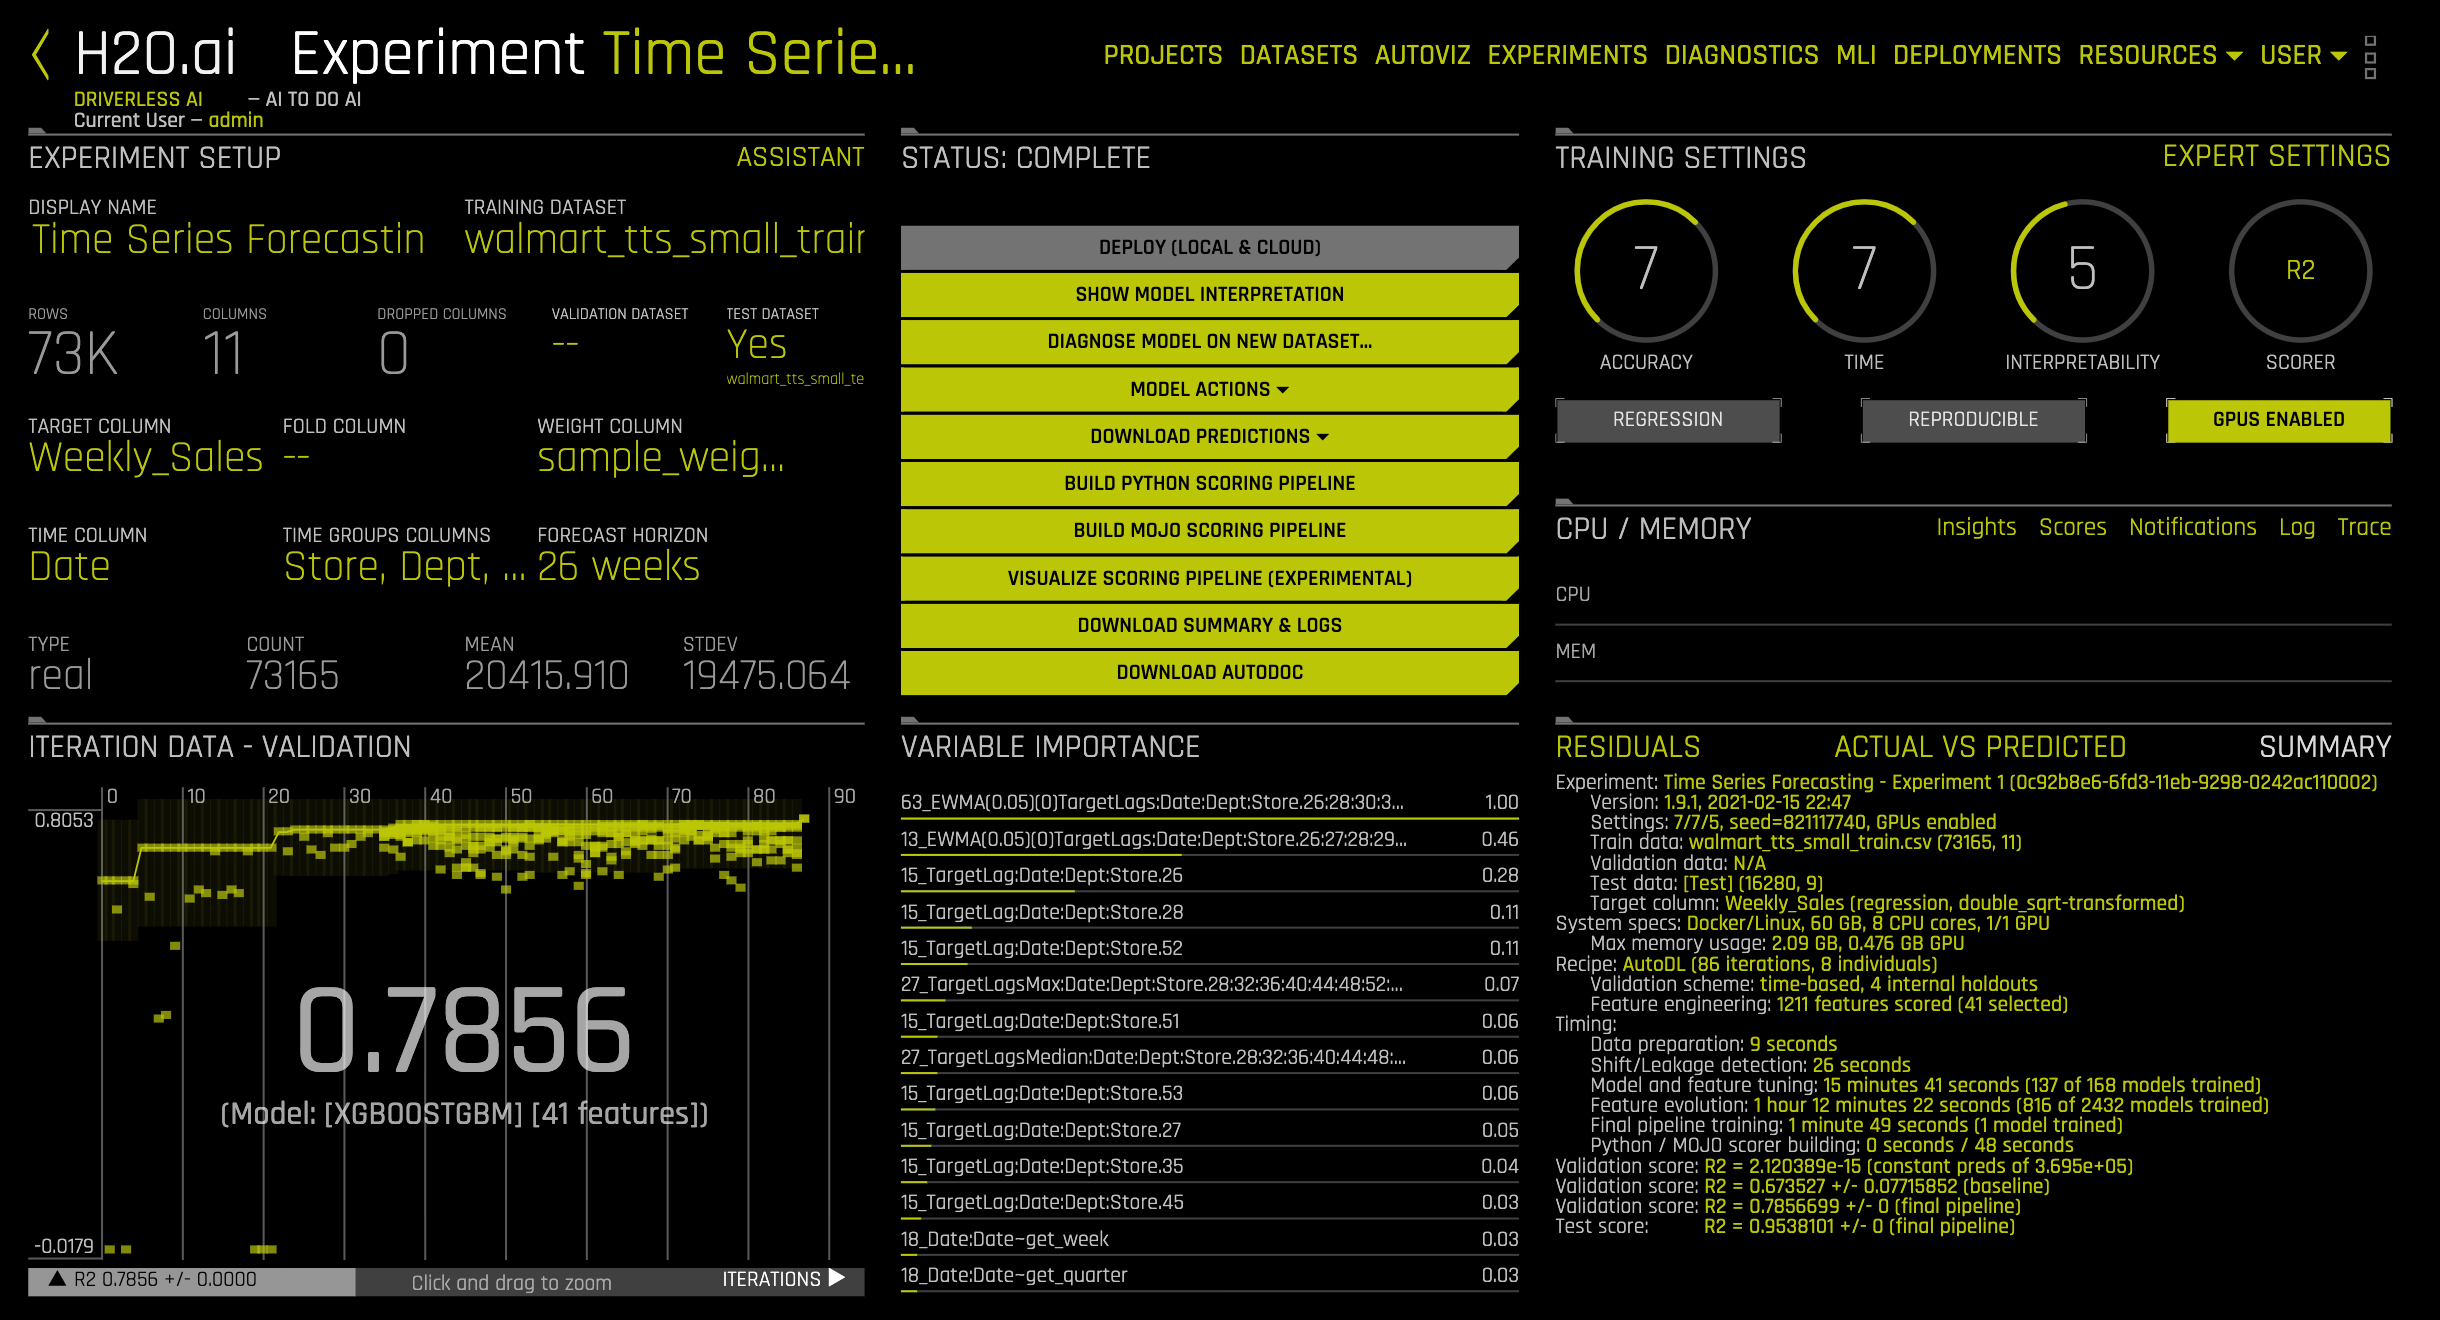 H2O.ai Experiment Time Serie...
DRIVERLESS AI – AI TO DO AI
Current User – admin
PROJECTS DATASETS AUTOVIZ EXPERIMENTS DIAGNOSTICS MLI DEPLOYMENTS RESOURCES USER
EXPERIMENT SETUP ASSISTANT
DISPLAY NAME TRAINING DATASET
Time Series Forecastin walmart_tts_small_train
ROWS COLUMNS DROPPED COLUMNS VALIDATION DATASET TEST DATASET
73K 11 0 -- Yes
walmart_tts_small_te
TARGET COLUMN FOLD COLUMN WEIGHT COLUMN
Weekly_Sales -- sample_weig...
TIME COLUMN TIME GROUPS COLUMNS FORECAST HORIZON
Date Store, Dept, ... 26 weeks
TYPE COUNT MEAN STDEV
real 73165 20415.910 19475.064
STATUS: COMPLETE
DEPLOY (LOCAL & CLOUD)
SHOW MODEL INTERPRETATION
DIAGNOSE MODEL ON NEW DATASET...
MODEL ACTIONS
DOWNLOAD PREDICTIONS
BUILD PYTHON SCORING PIPELINE
BUILD MOJO SCORING PIPELINE
VISUALIZE SCORING PIPELINE (EXPERIMENTAL)
DOWNLOAD SUMMARY & LOGS
DOWNLOAD AUTODOC
TRAINING SETTINGS EXPERT SETTINGS
7 7 5 R2
ACCURACY TIME INTERPRETABILITY SCORER
REGRESSION REPRODUCIBLE GPUS ENABLED
CPU / MEMORY Insights Scores Notifications Log Trace
CPU
MEM
ITERATION DATA - VALIDATION
0 10 20 30 40 50 60 70 80 90
0.8053
0.7856
(Model: [XGBOOSTGBM] [41 features])
-0.0179
R2 0.7856 +/- 0.0000 Click and drag to zoom ITERATIONS
VARIABLE IMPORTANCE
63_EWMA(0.05)(0)TargetLags:Date:Dept:Store.26:28:30:3... 1.00
13_EWMA(0.05)(0)TargetLags:Date:Dept:Store.26:27:28:29... 0.46
15_TargetLag:Date:Dept:Store.26 0.28
15_TargetLag:Date:Dept:Store.28 0.11
15_TargetLag:Date:Dept:Store.52 0.11
27_TargetLagsMax:Date:Dept:Store.28:32:36:40:44:48:52:... 0.07
15_TargetLag:Date:Dept:Store.51 0.06
27_TargetLagsMedian:Date:Dept:Store.28:32:36:40:44:48:... 0.06
15_TargetLag:Date:Dept:Store.53 0.06
15_TargetLag:Date:Dept:Store.27 0.05
15_TargetLag:Date:Dept:Store.35 0.04
15_TargetLag:Date:Dept:Store.45 0.03
18_Date:Date~get_week 0.03
18_Date:Date~get_quarter 0.03
RESIDUALS ACTUAL VS PREDICTED SUMMARY
Experiment: Time Series Forecasting - Experiment 1 (0c92b8e6-6fd3-11eb-9298-0242ac110002)
Version: 1.9.1, 2021-02-15 22:47
Settings: 7/7/5, seed=821117740, GPUs enabled
Train data: walmart_tts_small_train.csv (73165, 11)
Validation data: N/A
Test data: [Test] (16280, 9)
Target column: Weekly_Sales (regression, double_sqrt-transformed)
System specs: Docker/Linux, 60 GB, 8 CPU cores, 1/1 GPU
Max memory usage: 2.09 GB, 0.476 GB GPU
Recipe: AutoDL (86 iterations, 8 individuals)
Validation scheme: time-based, 4 internal holdouts
Feature engineering: 1211 features scored (41 selected)
Timing:
Data preparation: 9 seconds
Shift/Leakage detection: 26 seconds
Model and feature tuning: 15 minutes 41 seconds (137 of 168 models trained)
Feature evolution: 1 hour 12 minutes 22 seconds (816 of 2432 models trained)
Final pipeline training: 1 minute 49 seconds (1 model trained)
Python / MOJO scorer building: 0 seconds / 48 seconds
Validation score: R2 = 2.120389e-15 (constant preds of 3.695e+05)
Validation score: R2 = 0.673527 +/- 0.07715852 (baseline)
Validation score: R2 = 0.7856699 +/- 0 (final pipeline)
Test score: R2 = 0.9538101 +/- 0 (final pipeline)